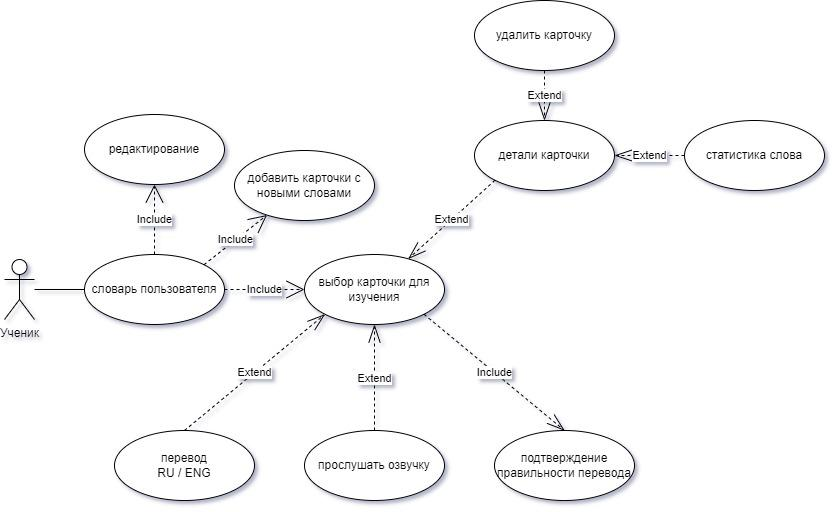 удалить карточку
Extend
детали карточки
Extend
статистика слова
редактирование
добавить карточки с
новыми словами
Extend
Include
Include
словарь пользователя
Include
выбор карточки для
изучения
Ученик
Extend
Extend
Include
перевод
RU / ENG
прослушать озвучку
подтверждение
правильности перевода